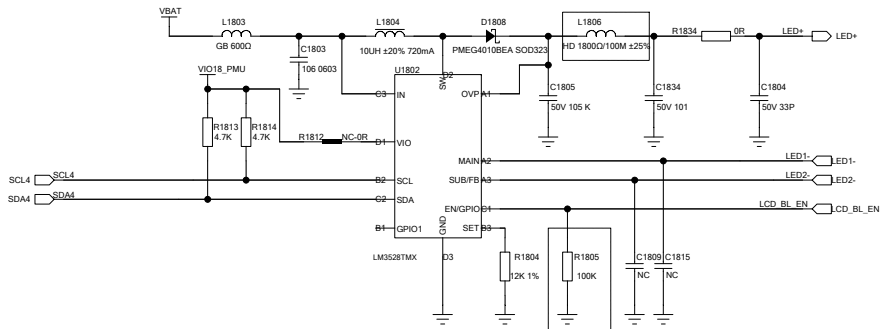 VBAT
L1803
GB 600Ω
C1803
106 0603
L1804
10UH ±20% 720mA
D1808
PMEG4010BEA SOD323
L1806
HD 1800Ω/100M ±25%
R1834
0R
LED+
LED+
VIO18_PMU
U1802
D2
SW
C3
IN
OVP
A1
C1805
50V 105 K
C1834
50V 101
C1804
50V 33P
R1813
4.7K
R1814
4.7K
R1812
NC-0R
D1
VIO
MAIN
A2
LED1-
LED1-
SCL4
SCL4
B2
SCL
SUB/FB
A3
LED2-
LED2-
SDA4
SDA4
C2
SDA
EN/GPIO
C1
LCD_BL_EN
LCD_BL_EN
B1
GPIO1
GND
SET
B3
LM3528TMX
D3
R1804
12K 1%
R1805
100K
C1809
NC
C1815
NC